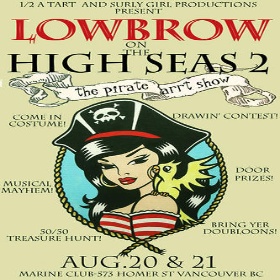 1/2 A TART AND SURLY GIRL PRODUCTIONS
PRESENT
LOWBROW
ON
THE
HIGH SEAS 2
the pirate arrt show
COME IN
COSTUME!
DRAWIN' CONTEST!
MUSICAL
MAYHEM!
DOOR
PRIZES!
50/50
TREASURE HUNT!
BRING YER
DOUBLOONS!
AUG.20 & 21
MARINE CLUB-573 HOMER ST VANCOUVER BC